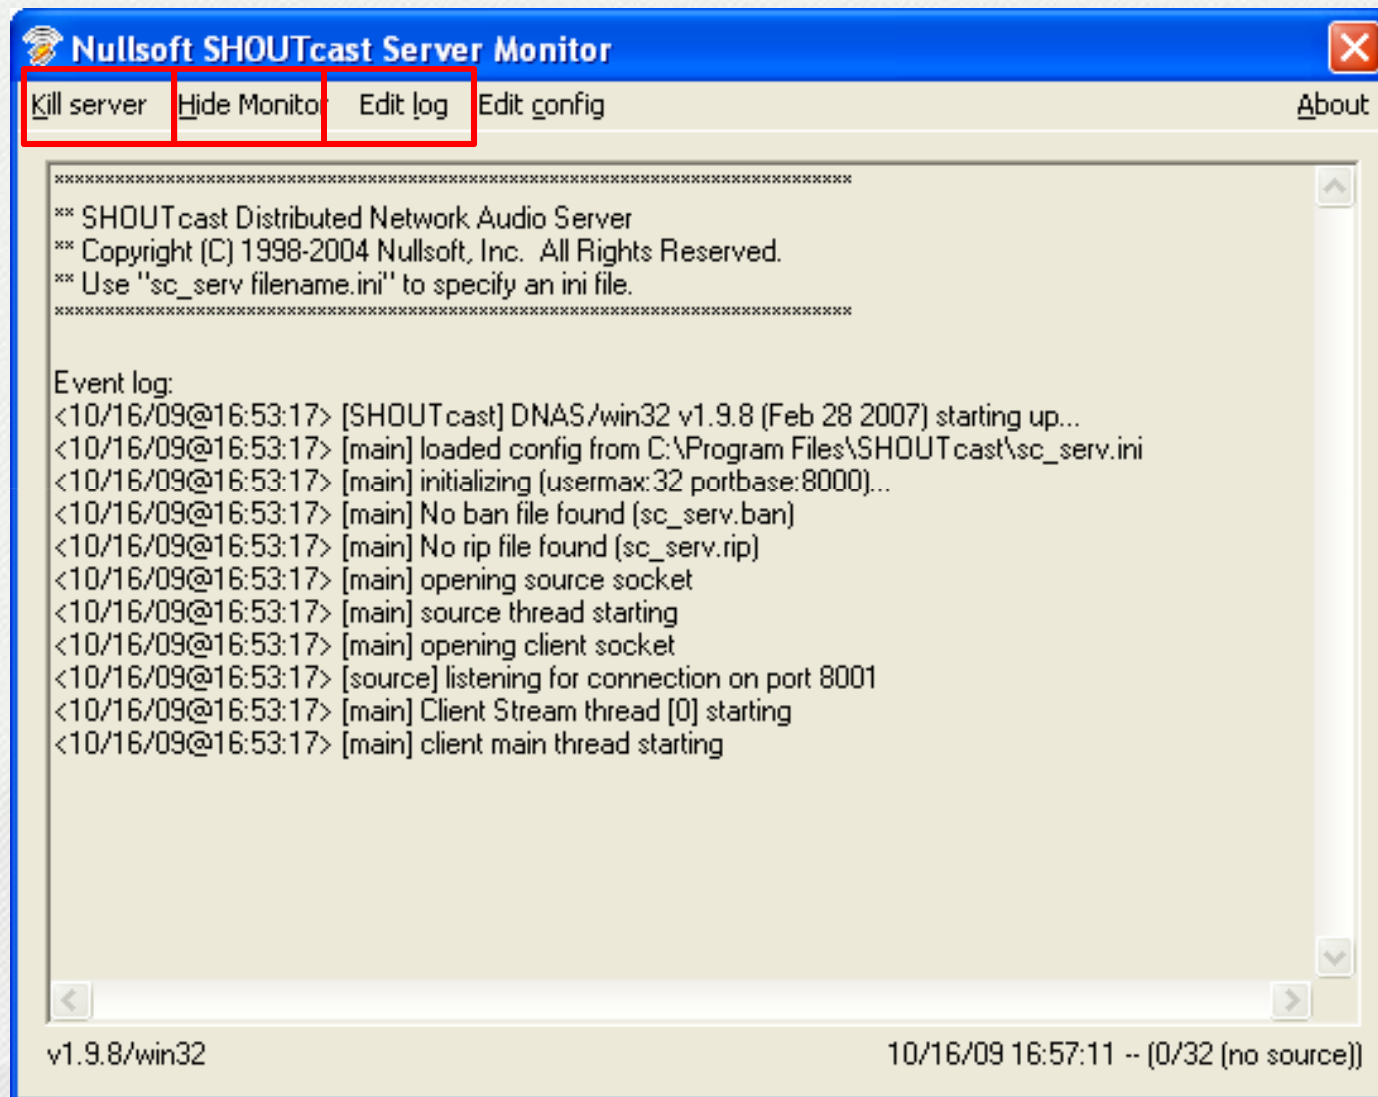 Nullsoft SHOUTcast Server Monitor
Kill server Hide Monitor Edit log Edit config About
******************************************************************************
** SHOUTcast Distributed Network Audio Server
** Copyright (C) 1998-2004 Nullsoft, Inc.  All Rights Reserved.
** Use "sc_serv filename.ini" to specify an ini file.
******************************************************************************
Event log:
<10/16/09@16:53:17> [SHOUTcast] DNAS/win32 v1.9.8 (Feb 28 2007) starting up...
<10/16/09@16:53:17> [main] loaded config from C:\Program Files\SHOUTcast\sc_serv.ini
<10/16/09@16:53:17> [main] initializing (usermax:32 portbase:8000)...
<10/16/09@16:53:17> [main] No ban file found (sc_serv.ban)
<10/16/09@16:53:17> [main] No rip file found (sc_serv.rip)
<10/16/09@16:53:17> [main] opening source socket
<10/16/09@16:53:17> [main] source thread starting
<10/16/09@16:53:17> [main] opening client socket
<10/16/09@16:53:17> [source] listening for connection on port 8001
<10/16/09@16:53:17> [main] Client Stream thread [0] starting
<10/16/09@16:53:17> [main] client main thread starting
v1.9.8/win32 10/16/09 16:57:11 -- (0/32 (no source))